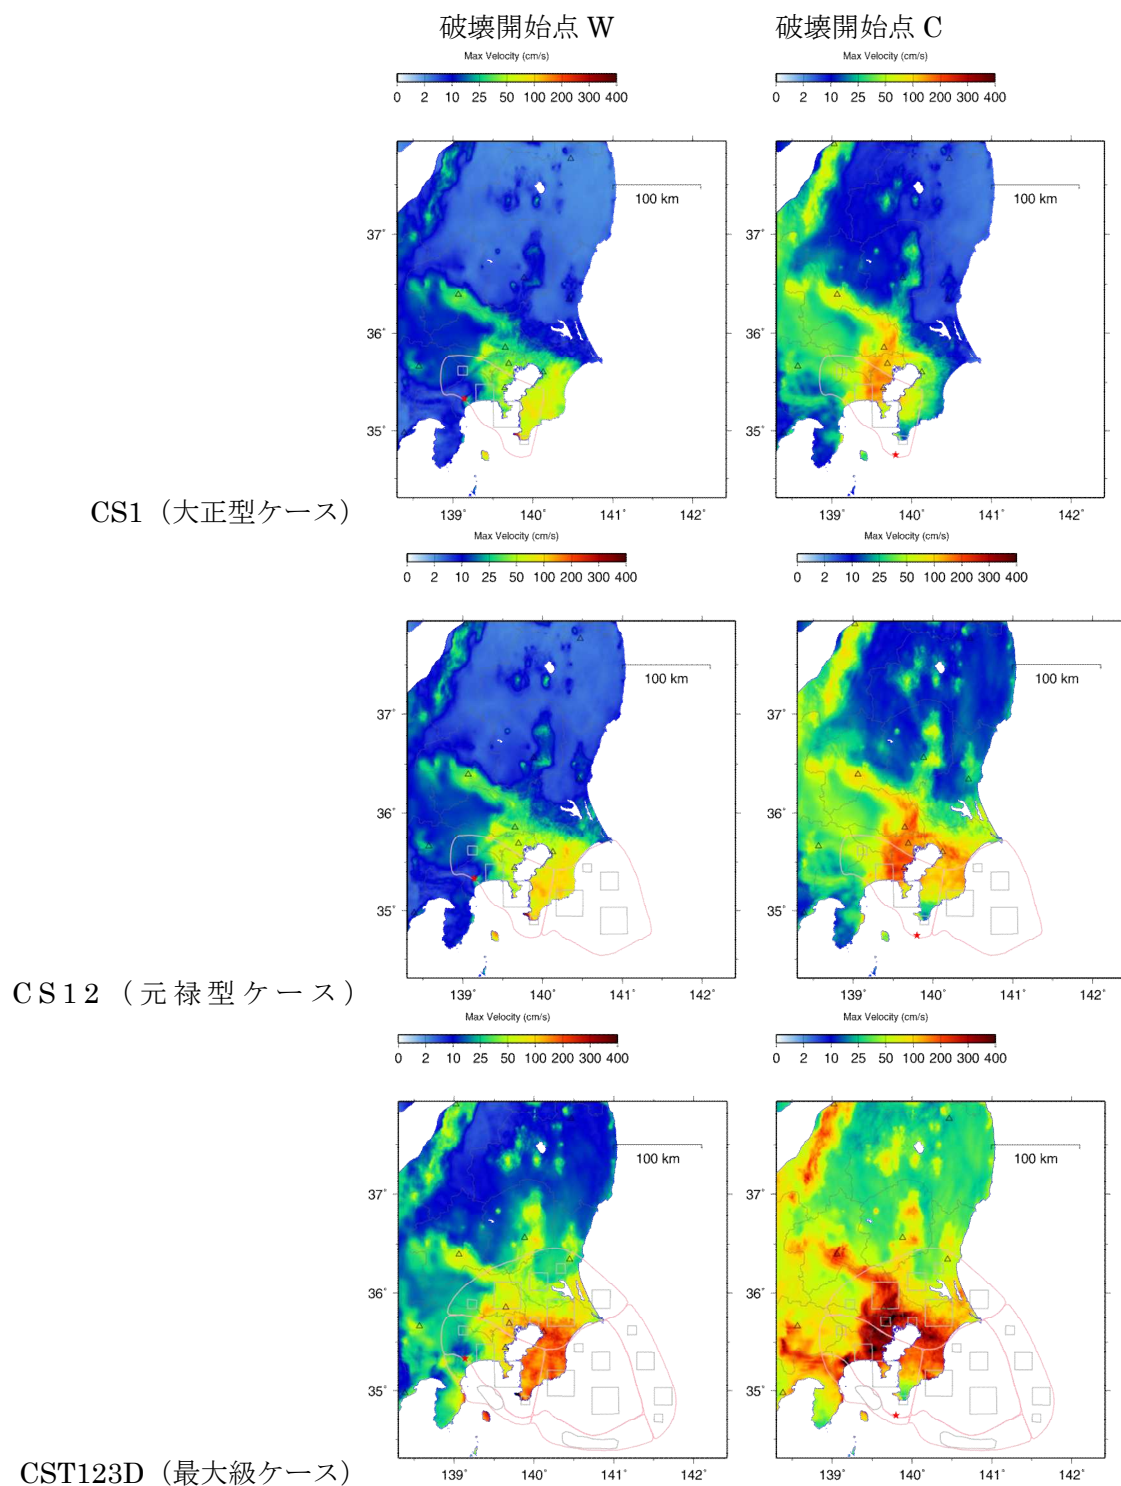 破壊開始点 W 破壊開始点 C
Max Velocity (cm/s) Max Velocity (cm/s)
0 2 10 25 50 100 200 300 400 0 2 10 25 50 100 200 300 400
100 km 100 km
37° 37°
36° 36°
35° 35°
CS1（大正型ケース）
139° 140° 141° 142° 139° 140° 141° 142°
Max Velocity (cm/s) Max Velocity (cm/s)
0 2 10 25 50 100 200 300 400 0 2 10 25 50 100 200 300 400
100 km 100 km
37° 37°
36° 36°
35° 35°
CS12（元禄型ケース）
139° 140° 141° 142° 139° 140° 141° 142°
Max Velocity (cm/s) Max Velocity (cm/s)
0 2 10 25 50 100 200 300 400 0 2 10 25 50 100 200 300 400
100 km 100 km
37° 37°
36° 36°
35° 35°
CST123D（最大級ケース）
139° 140° 141° 142° 139° 140° 141° 142°